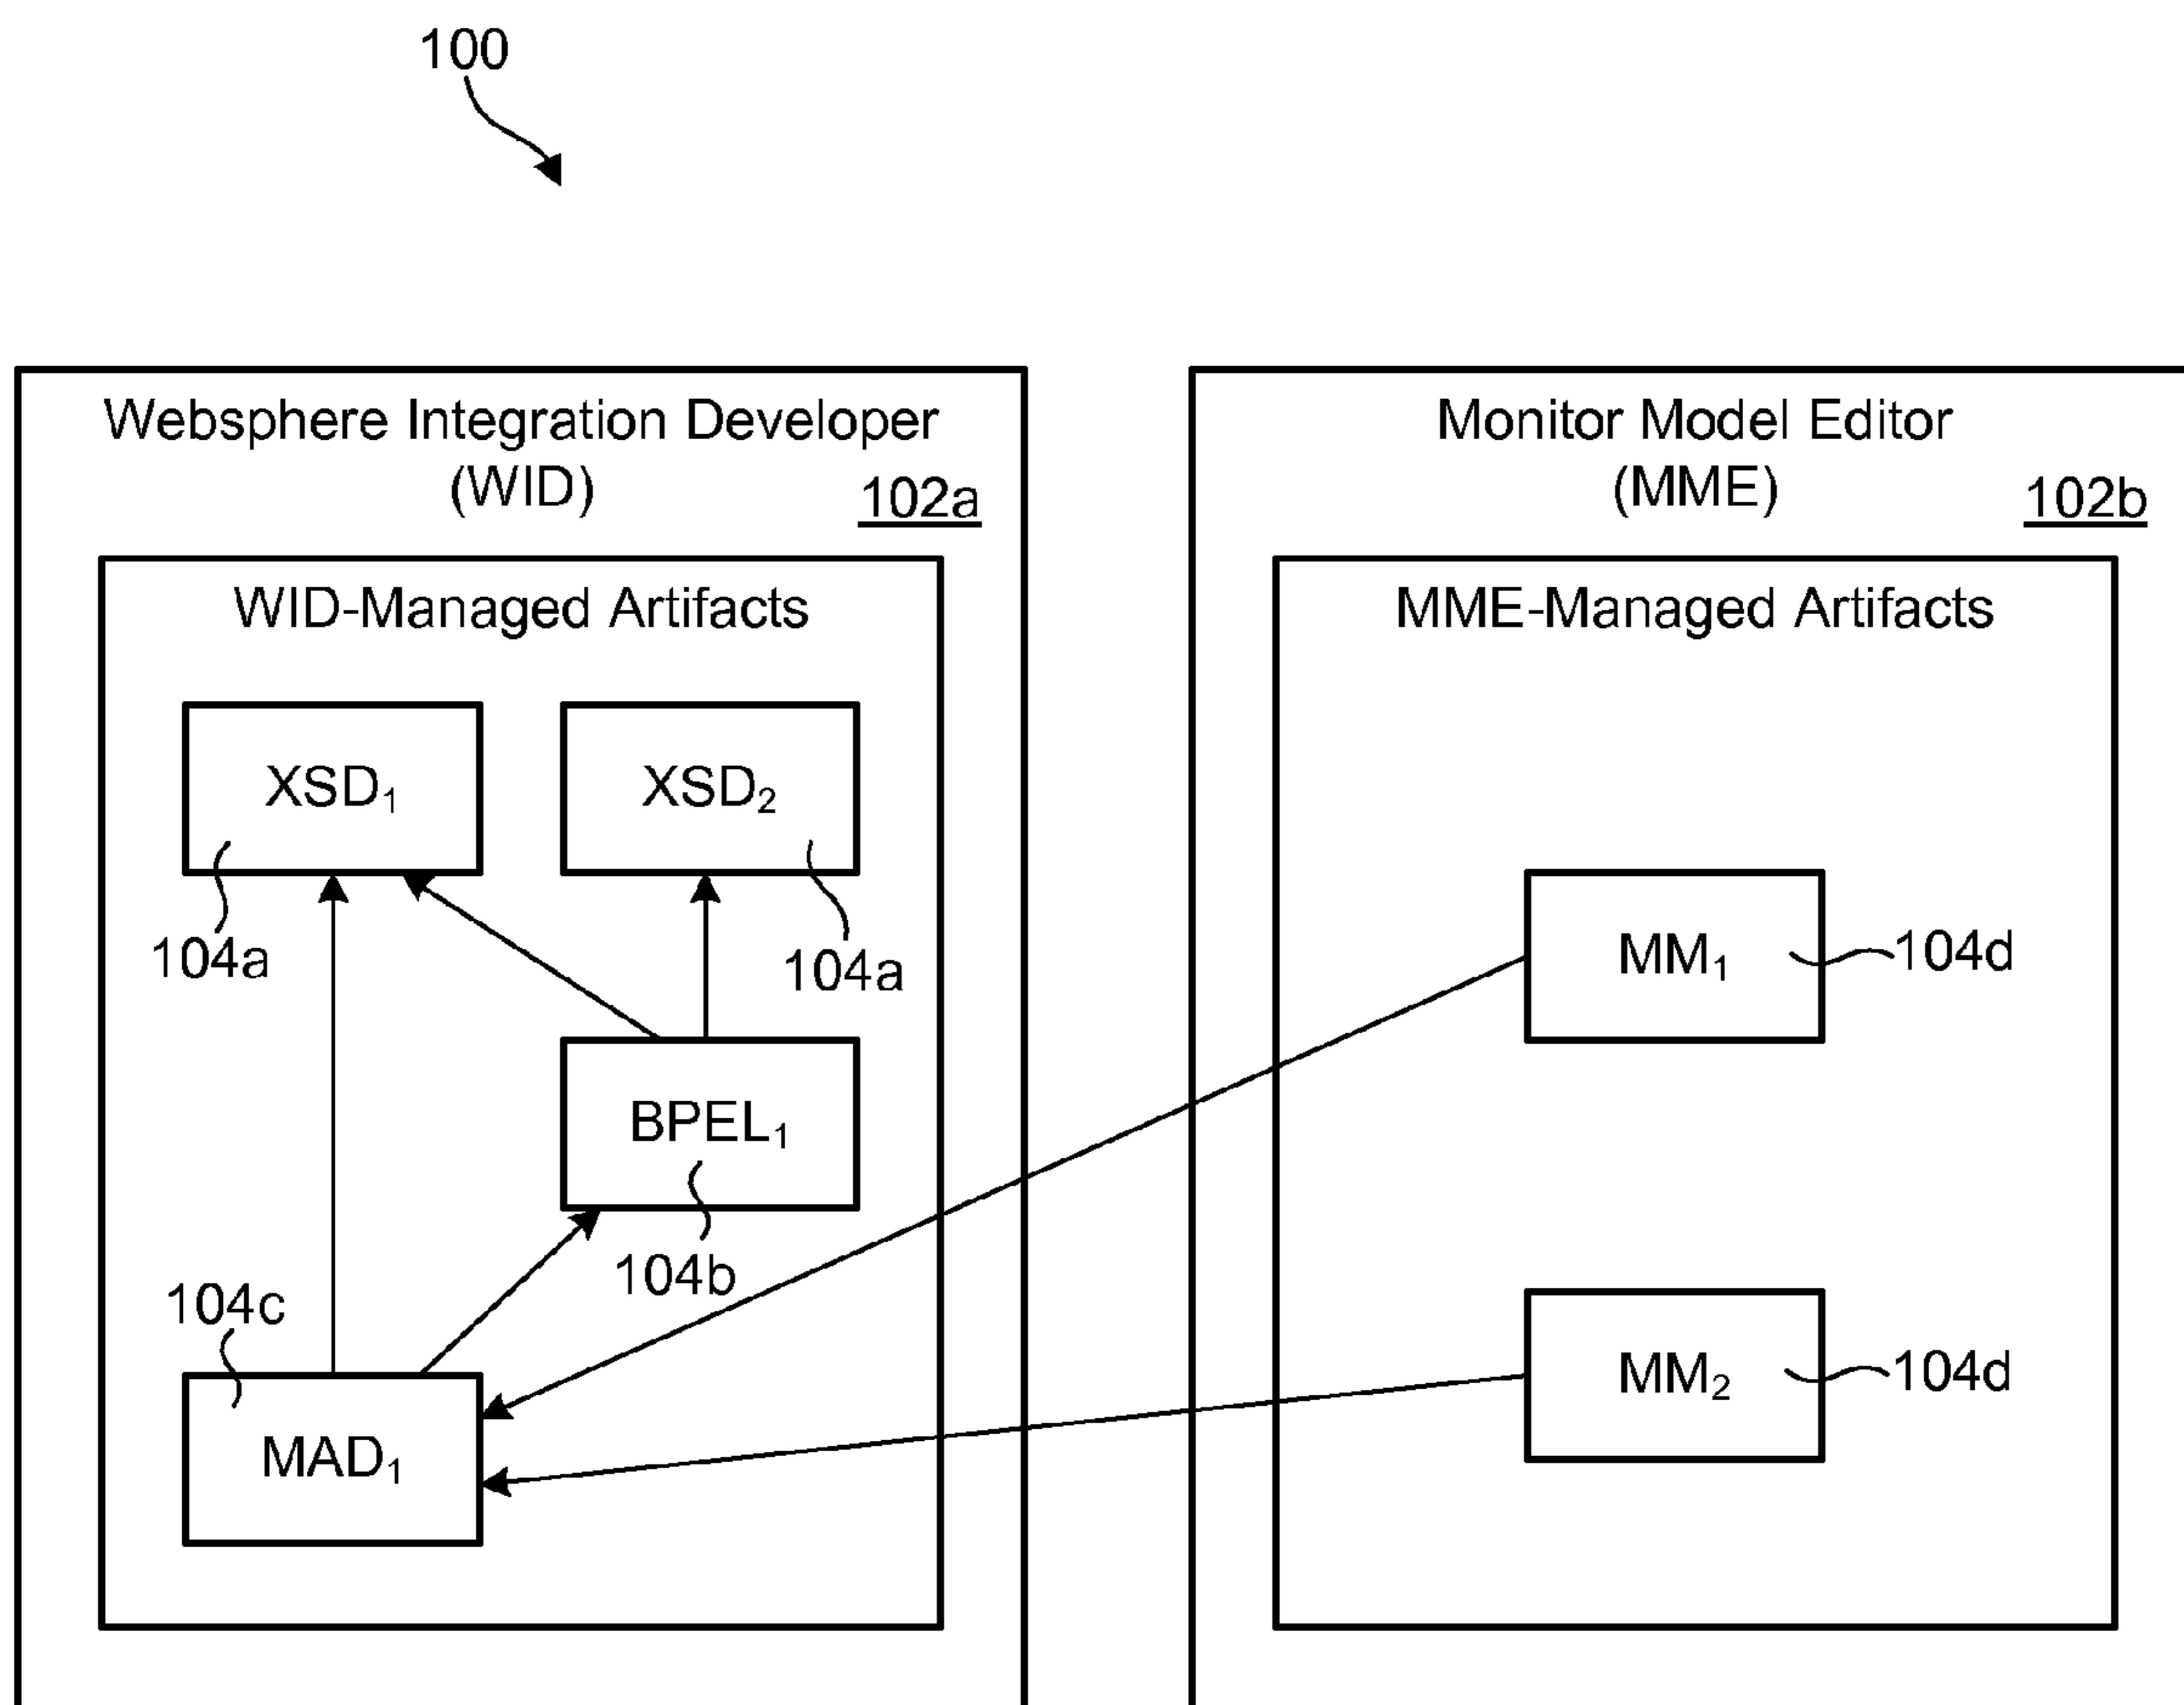 100
Websphere Integration Developer
(WID)
102a
WID-Managed Artifacts
XSD₁
XSD₂
104a
104a
BPEL₁
104b
104c
MAD₁
Monitor Model Editor
(MME)
102b
MME-Managed Artifacts
MM₁
104d
MM₂
104d